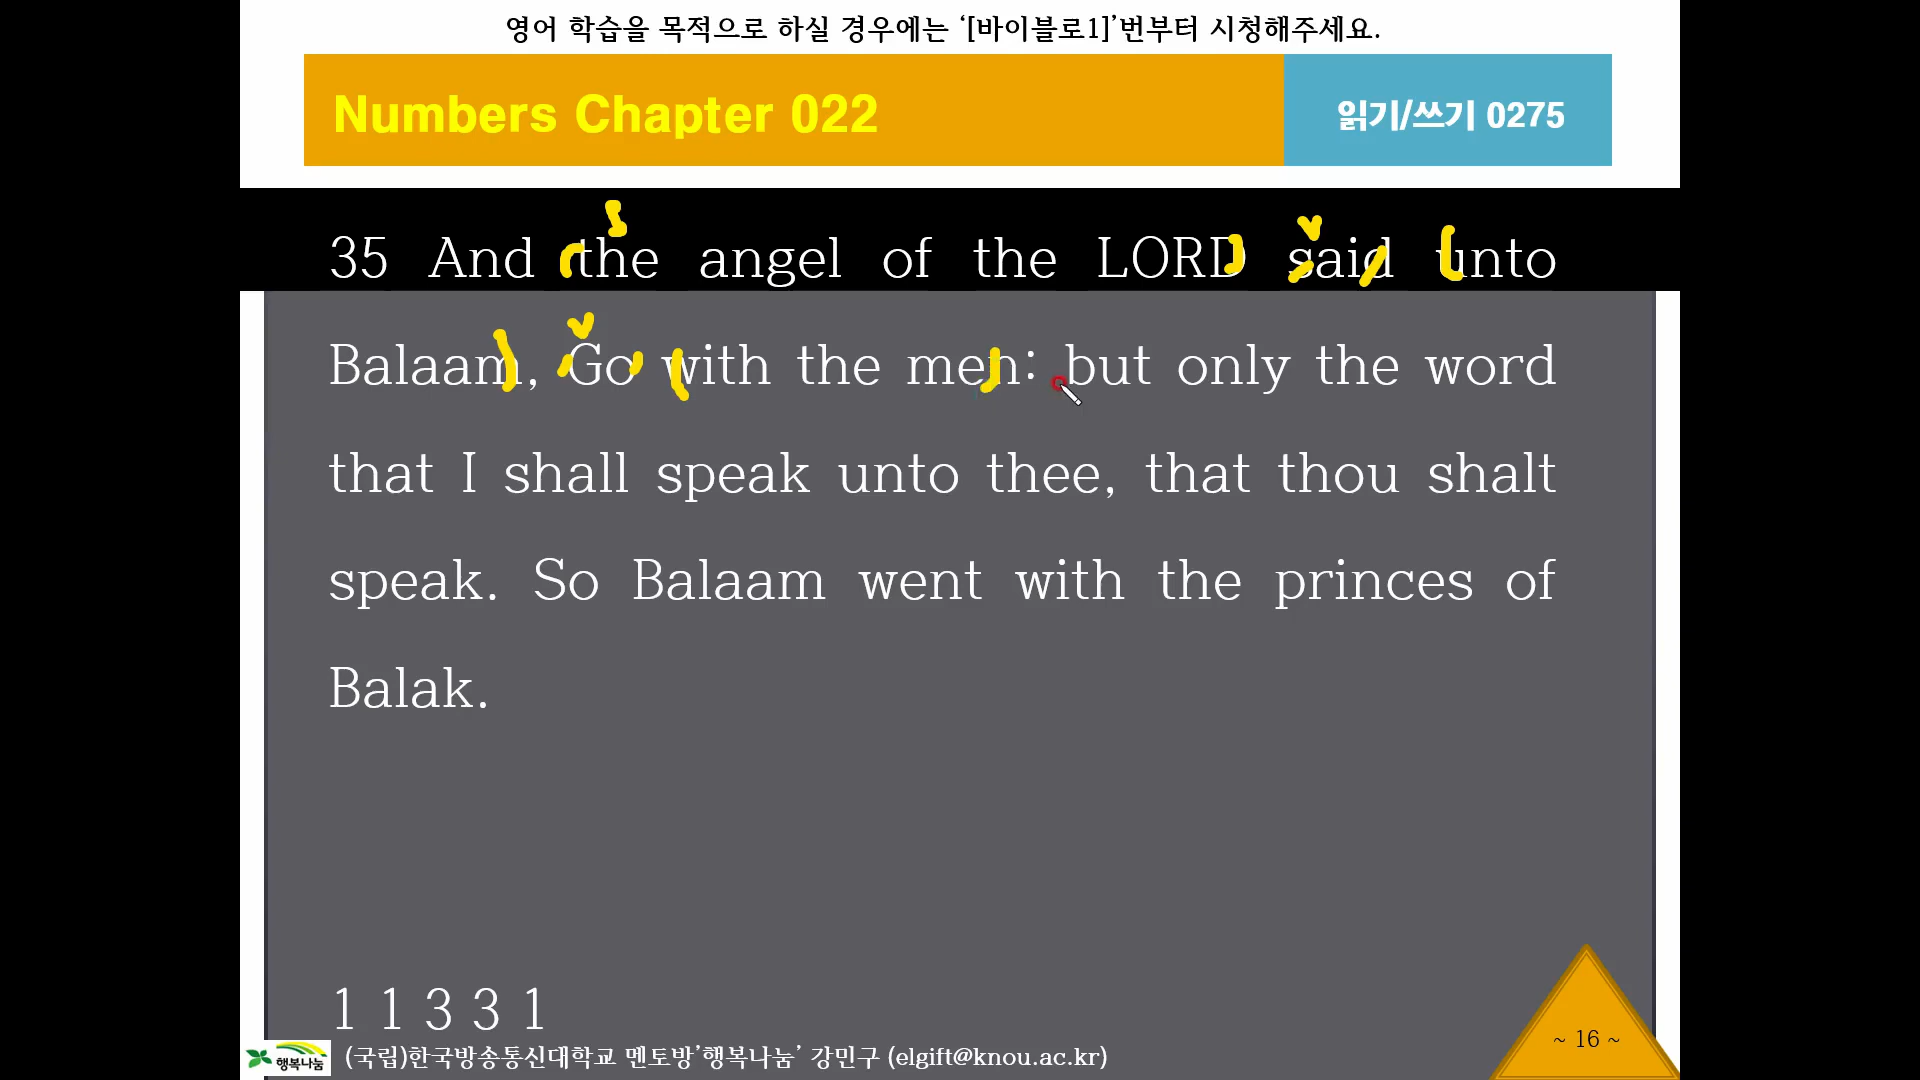 영어 학습을 목적으로 하실 경우에는 ‘[바이블로1]’번부터 시청해주세요.
Numbers Chapter 022
읽기/쓰기 0275
35 And the angel of the LORD said unto
Balaam, Go with the men: but only the word
that I shall speak unto thee, that thou shalt
speak. So Balaam went with the princes of
Balak.
1 1 3 3 1
~ 16 ~
행복나눔
(국립)한국방송통신대학교 멘토방’행복나눔’ 강민구 (elgift@knou.ac.kr)